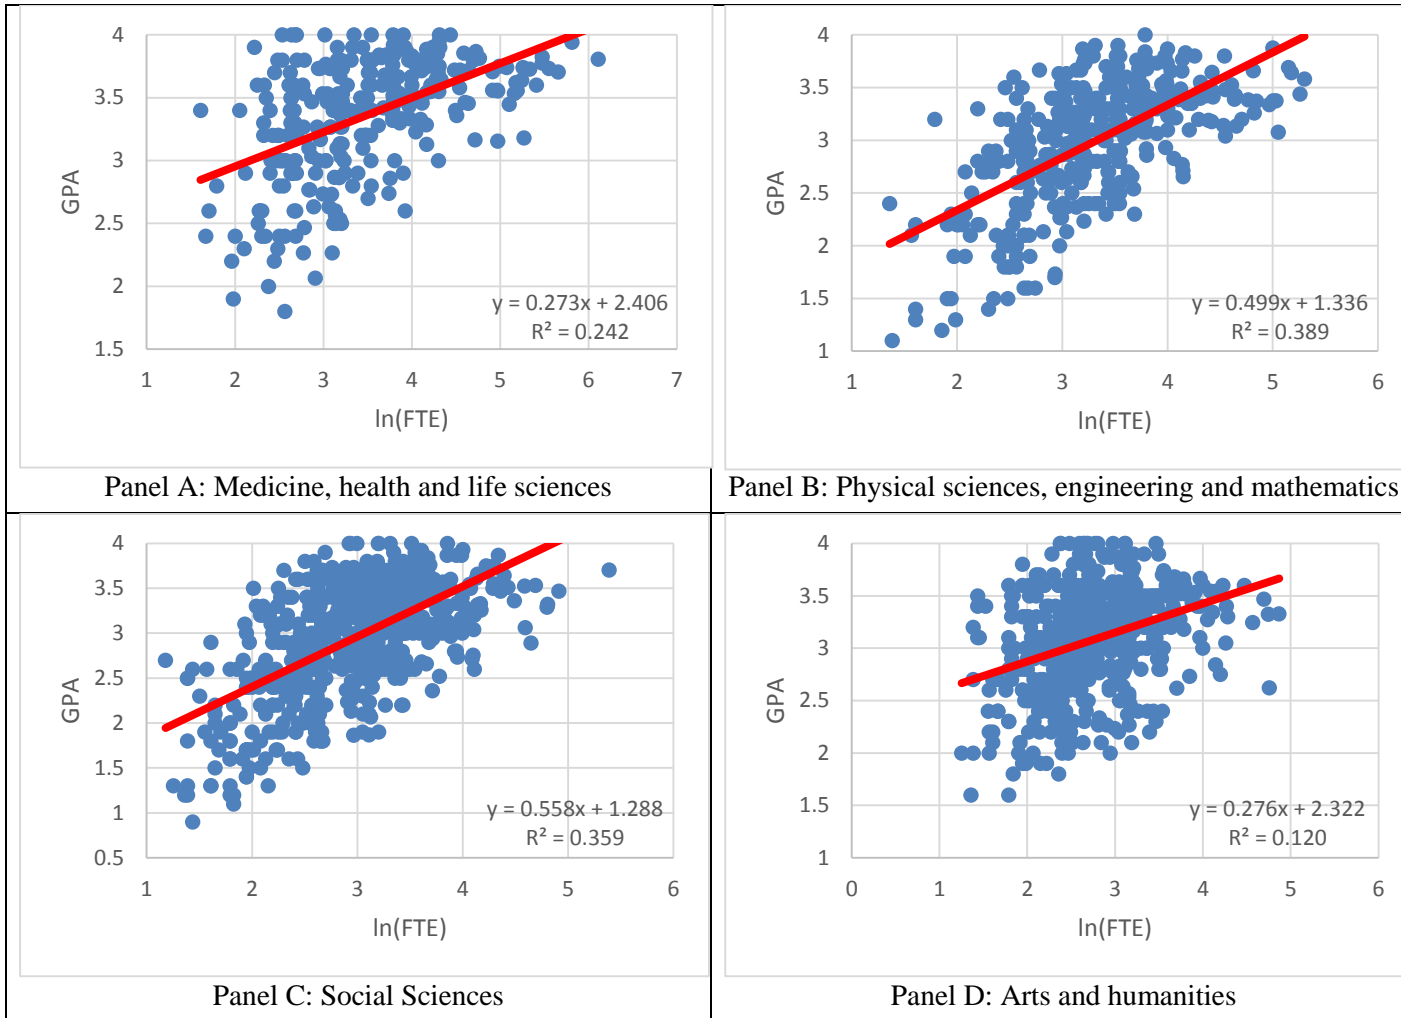 4
3.5
3
2.5
2
1.5
GPA
y = 0.273x + 2.406
R² = 0.242
1 2 3 4 5 6 7
ln(FTE)
Panel A: Medicine, health and life sciences
4
3.5
3
2.5
2
1.5
1
GPA
y = 0.499x + 1.336
R² = 0.389
1 2 3 4 5 6
ln(FTE)
Panel B: Physical sciences, engineering and mathematics
4
3.5
3
2.5
2
1.5
1
0.5
GPA
y = 0.558x + 1.288
R² = 0.359
1 2 3 4 5 6
ln(FTE)
Panel C: Social Sciences
4
3.5
3
2.5
2
1.5
1
GPA
y = 0.276x + 2.322
R² = 0.120
0 1 2 3 4 5 6
ln(FTE)
Panel D: Arts and humanities